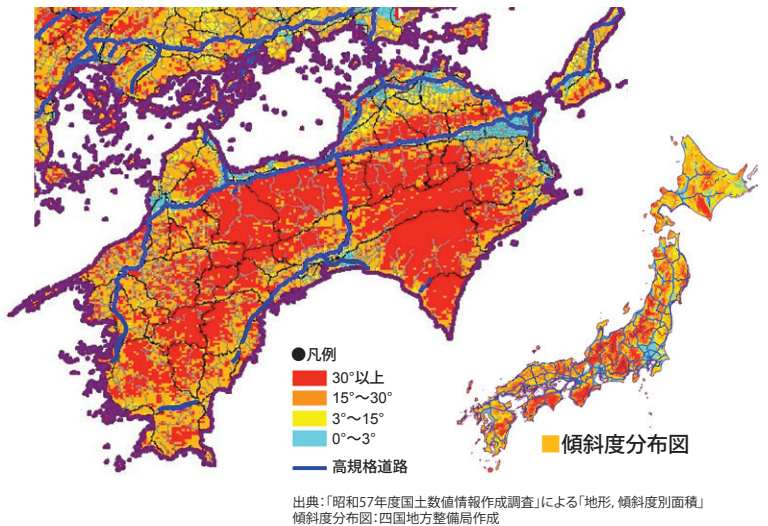 ●凡例
30°以上
15°～30°
3°～15°
0°～3°
高規格道路
■傾斜度分布図
出典：「昭和57年度国土数値情報作成調査」による「地形, 傾斜度別面積」
傾斜度分布図：四国地方整備局作成